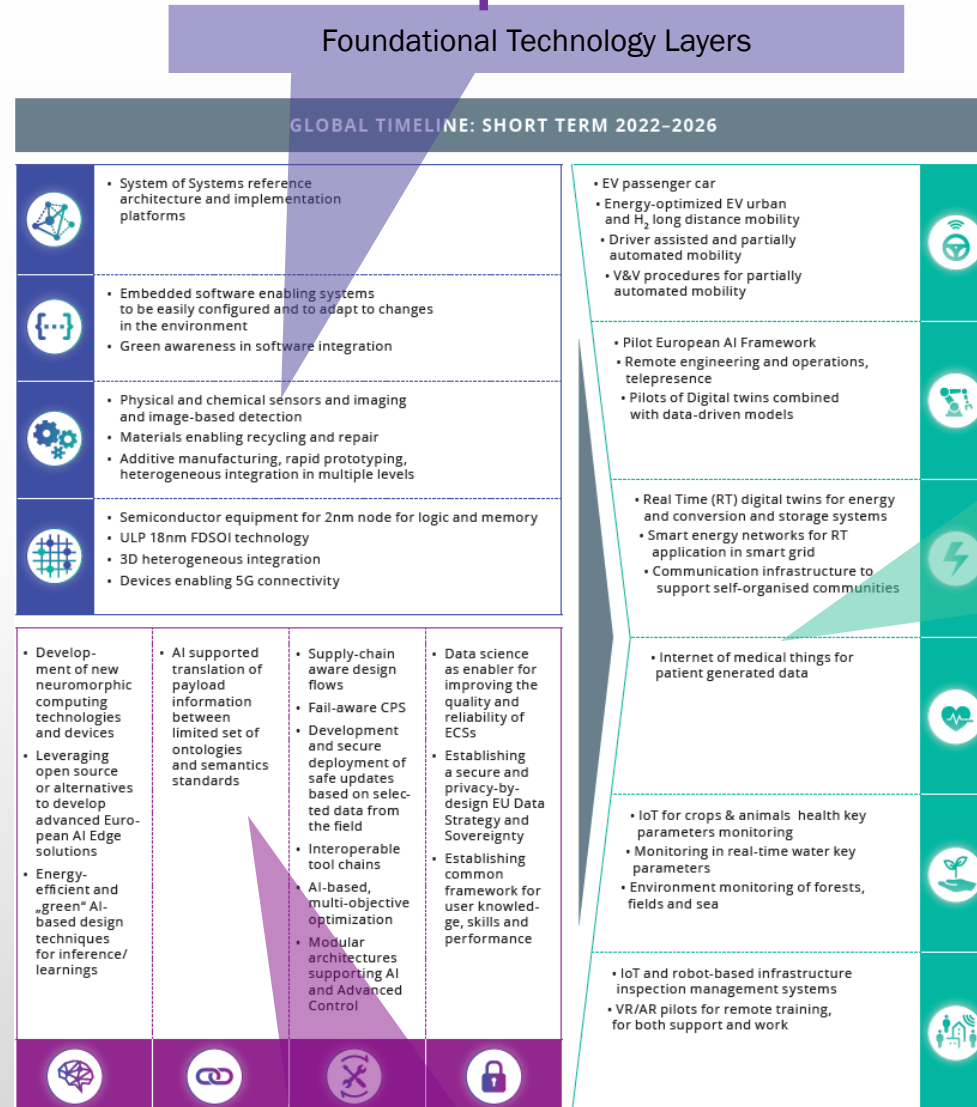 Foundational Technology Layers
GLOBAL TIMELINE: SHORT TERM 2022–2026
• System of Systems reference
architecture and implementation
platforms
• Embedded software enabling systems
to be easily configured and to adapt to changes
in the environment
• Green awareness in software integration
• Physical and chemical sensors and imaging
and image-based detection
• Materials enabling recycling and repair
• Additive manufacturing, rapid prototyping,
heterogeneous integration in multiple levels
• Semiconductor equipment for 2nm node for logic and memory
• ULP 18nm FDSOI technology
• 3D heterogeneous integration
• Devices enabling 5G connectivity
• Develop-
ment of new
neuromorphic
computing
technologies
and devices
• Leveraging
open source
or alternatives
to develop
advanced Euro-
pean AI Edge
solutions
• Energy-
efficient and
„green“ AI-
based design
techniques
for inference/
learnings
• AI supported
translation of
payload
information
between
limited set of
ontologies
and semantics
standards
• Supply-chain
aware design
flows
• Fail-aware CPS
• Development
and secure
deployment of
safe updates
based on selec-
ted data from
the field
• Interoperable
tool chains
• AI-based,
multi-objective
optimization
• Modular
architectures
supporting AI
and Advanced
Control
• Data science
as enabler for
improving the
quality and
reliability of
ECSs
• Establishing
a secure and
privacy-by-
design EU Data
Strategy and
Sovereignty
• Establishing
common
framework for
user knowled-
ge, skills and
performance
• EV passenger car
• Energy-optimized EV urban
and H₂ long distance mobility
• Driver assisted and partially
automated mobility
• V&V procedures for partially
automated mobility
• Pilot European AI Framework
• Remote engineering and operations,
telepresence
• Pilots of Digital twins combined
with data-driven models
• Real Time (RT) digital twins for energy
and conversion and storage systems
• Smart energy networks for RT
application in smart grid
• Communication infrastructure to
support self-organised communities
• Internet of medical things for
patient generated data
• IoT for crops & animals health key
parameters monitoring
• Monitoring in real-time water key
parameters
• Environment monitoring of forests,
fields and sea
• IoT and robot-based infrastructure
inspection management systems
• VR/AR pilots for remote training,
for both support and work